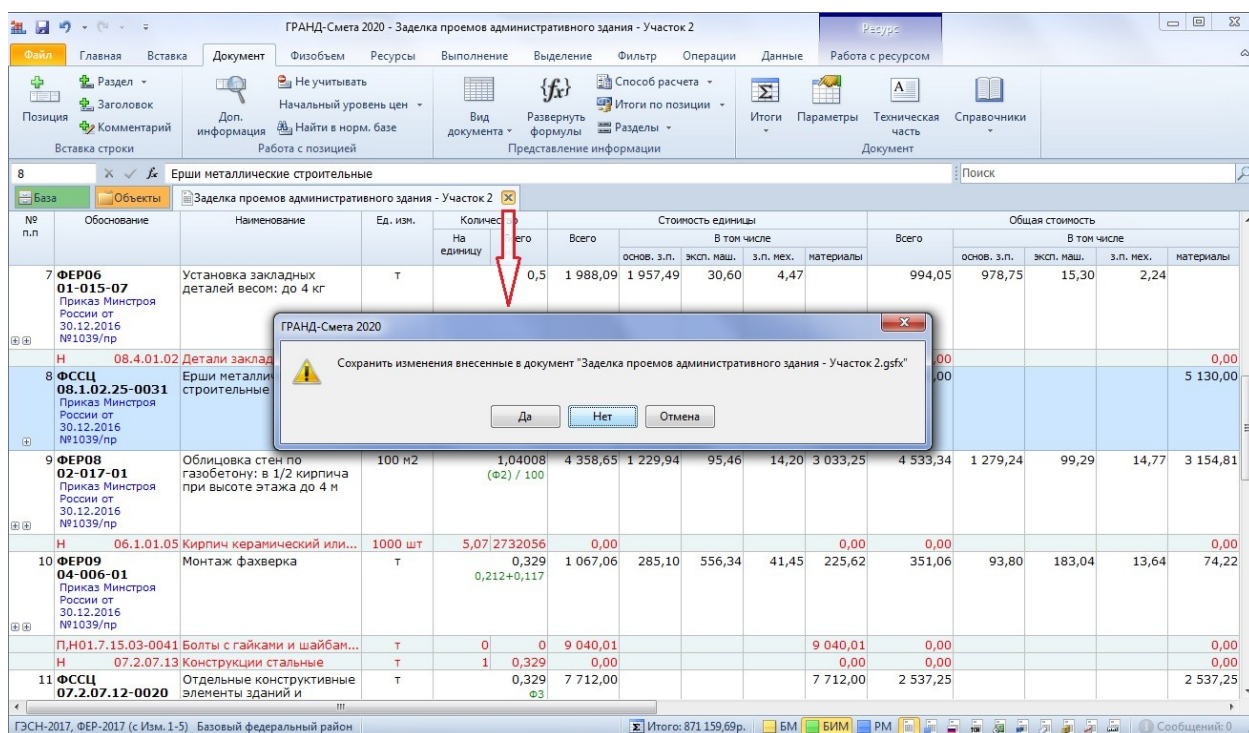 ГРАНД-Смета 2020 - Заделка проемов административного здания - Участок 2
Ресурс
Файл Главная Вставка Документ Физобъем Ресурсы Выполнение Выделение Фильтр Операции Данные Работа с ресурсом
Позиция
Раздел
Заголовок
Комментарий
Вставка строки
Доп. информация
Не учитывать
Начальный уровень цен
Найти в норм. базе
Работа с позицией
Вид документа
Развернуть формулы
Способ расчета
Итоги по позиции
Разделы
Представление информации
Итоги
Параметры
Техническая часть
Справочники
Документ
8 fx Ерши металлические строительные Поиск
База Объекты Заделка проемов административного здания - Участок 2
№ п.п Обоснование Наименование Ед. изм. Стоимость единицы Общая стоимость
На единицу Всего В том числе Всего В том числе
основ. з.п. эксп. маш. з.п. мех. материалы основ. з.п. эксп. маш. з.п. мех. материалы
7 ФЕР06 Установка закладных т 0,5 1 988,09 1 957,49 30,60 4,47 994,05 978,75 15,30 2,24
01-015-07 деталей весом: до 4 кг
Приказ Минстроя
России от
30.12.2016
№1039/пр
Н 08.4.01.02 Детали заклад ,00 0,00
8 ФССЦ ,00 5 130,00
08.1.02.25-0031 строительные
Приказ Минстроя
России от
30.12.2016
№1039/пр
ГРАНД-Смета 2020
Сохранить изменения внесенные в документ "Заделка проемов административного здания - Участок 2.gsfx"
Да Нет Отмена
9 ФЕР08 Облицовка стен по 100 м2 1,04008 4 358,65 1 229,94 95,46 14,20 3 033,25 4 533,34 1 279,24 99,29 14,77 3 154,81
02-017-01 газобетону: в 1/2 кирпича (Ф2) / 100
Приказ Минстроя при высоте этажа до 4 м
России от
30.12.2016
№1039/пр
Н 06.1.01.05 Кирпич керамический или... 1000 шт 5,07 2732056 0,00 0,00 0,00 0,00
10 ФЕР09 Монтаж фахверка т 0,329 1 067,06 285,10 556,34 41,45 225,62 351,06 93,80 183,04 13,64 74,22
04-006-01 0,212+0,117
Приказ Минстроя
России от
30.12.2016
№1039/пр
П,Н01.7.15.03-0041 Болты с гайками и шайбам... т 0 0 9 040,01 9 040,01 0,00 0,00
Н 07.2.07.13 Конструкции стальные т 1 0,329 0,00 0,00 0,00 0,00
11 ФССЦ Отдельные конструктивные т 0,329 7 712,00 7 712,00 2 537,25 2 537,25
07.2.07.12-0020 элементы зданий и Ф3
ГЭСН-2017, ФЕР-2017 (с Изм. 1-5) Базовый федеральный район Итого: 871 159,69р. БМ БИМ РМ Сообщений: 0